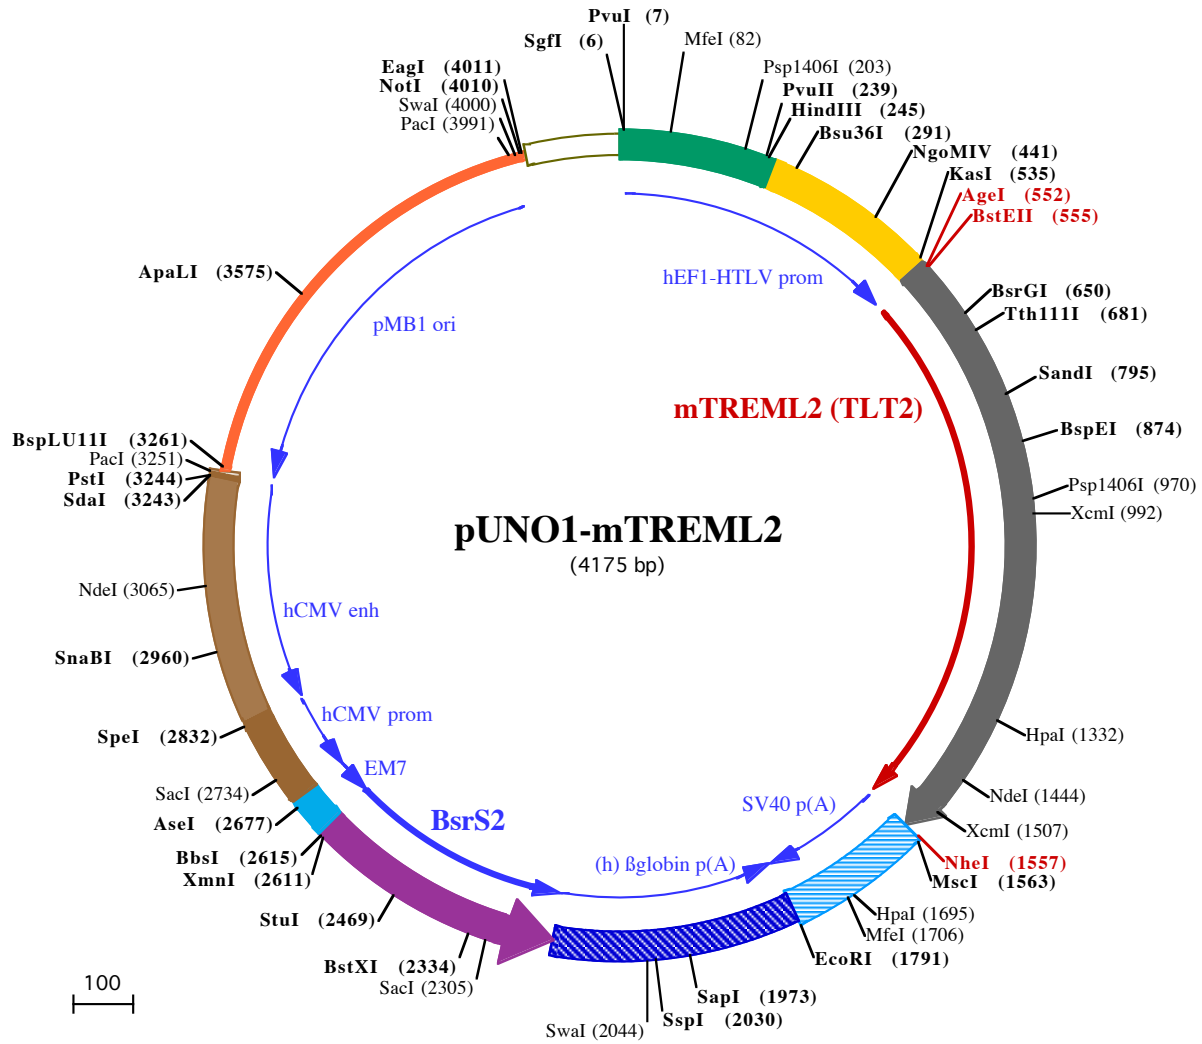 PvuI (7)
SgfI (6)
MfeI (82)
EagI (4011)
Psp1406I (203)
NotI (4010)
PvuII (239)
SwaI (4000)
HindIII (245)
PacI (3991)
Bsu36I (291)
NgoMIV (441)
KasI (535)
AgeI (552)
BstEII (555)
ApaLI (3575)
hEF1-HTLV prom
BsrGI (650)
Tth111I (681)
pMB1 ori
SandI (795)
mTREML2 (TLT2)
BspEI (874)
BspLU11I (3261)
PacI (3251)
PstI (3244)
SdaI (3243)
Psp1406I (970)
XcmI (992)
pUNO1-mTREML2
(4175 bp)
NdeI (3065)
hCMV enh
SnaBI (2960)
hCMV prom
SpeI (2832)
HpaI (1332)
EM7
SacI (2734)
NdeI (1444)
SV40 p(A)
BsrS2
AseI (2677)
XcmI (1507)
BbsI (2615)
(h) ßglobin p(A)
NheI (1557)
XmnI (2611)
MscI (1563)
StuI (2469)
HpaI (1695)
MfeI (1706)
EcoRI (1791)
BstXI (2334)
SacI (2305)
100
SapI (1973)
SspI (2030)
SwaI (2044)